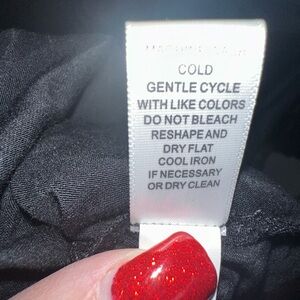 COLD
GENTLE CYCLE
WITH LIKE COLORS
DO NOT BLEACH
RESHAPE AND
DRY FLAT
COOL IRON
IF NECESSARY
OR DRY CLEAN